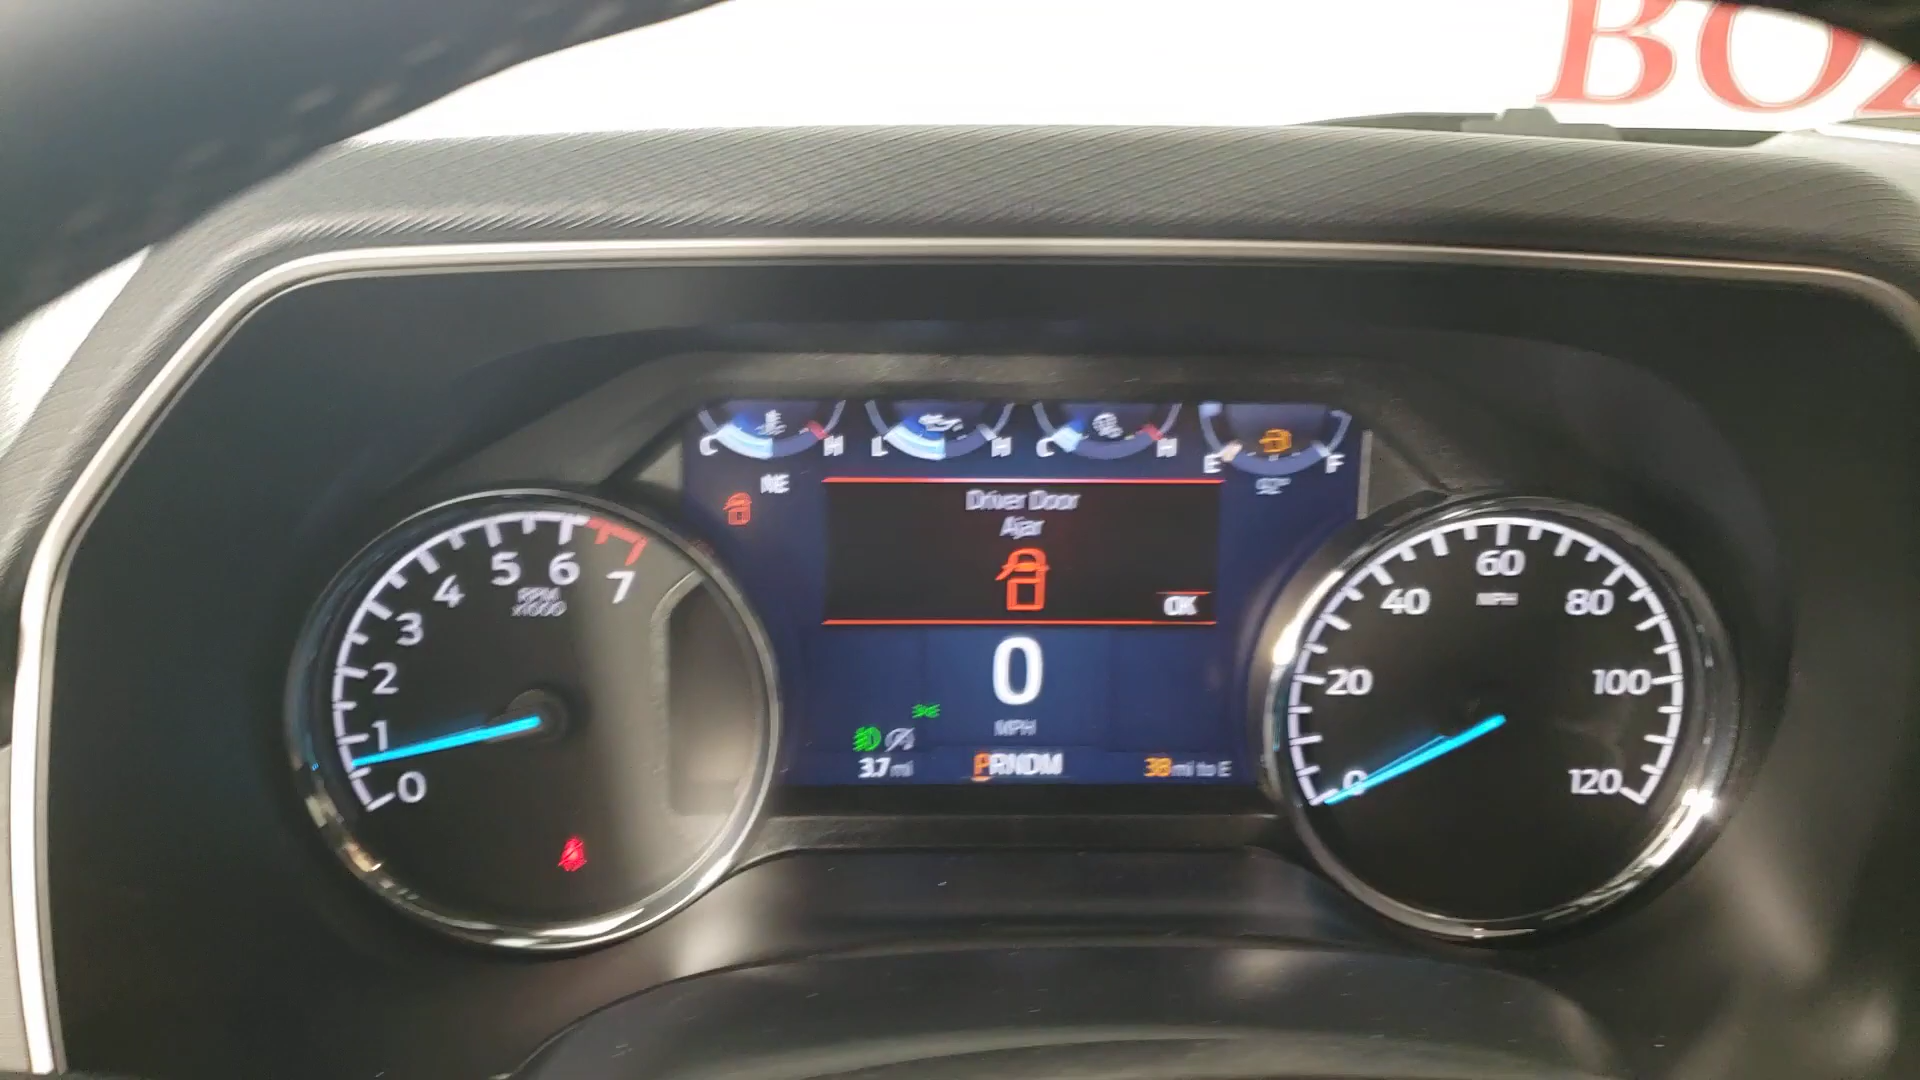 BO
C H L H C H E F
NE 92°
Driver Door
Ajar
OK
0
MPH
3.7 mi PRNDM 38 mi to E
0 1 2 3 4 5 6 7
RPM
x1000
0 20 40 60 80 100 120
MPH